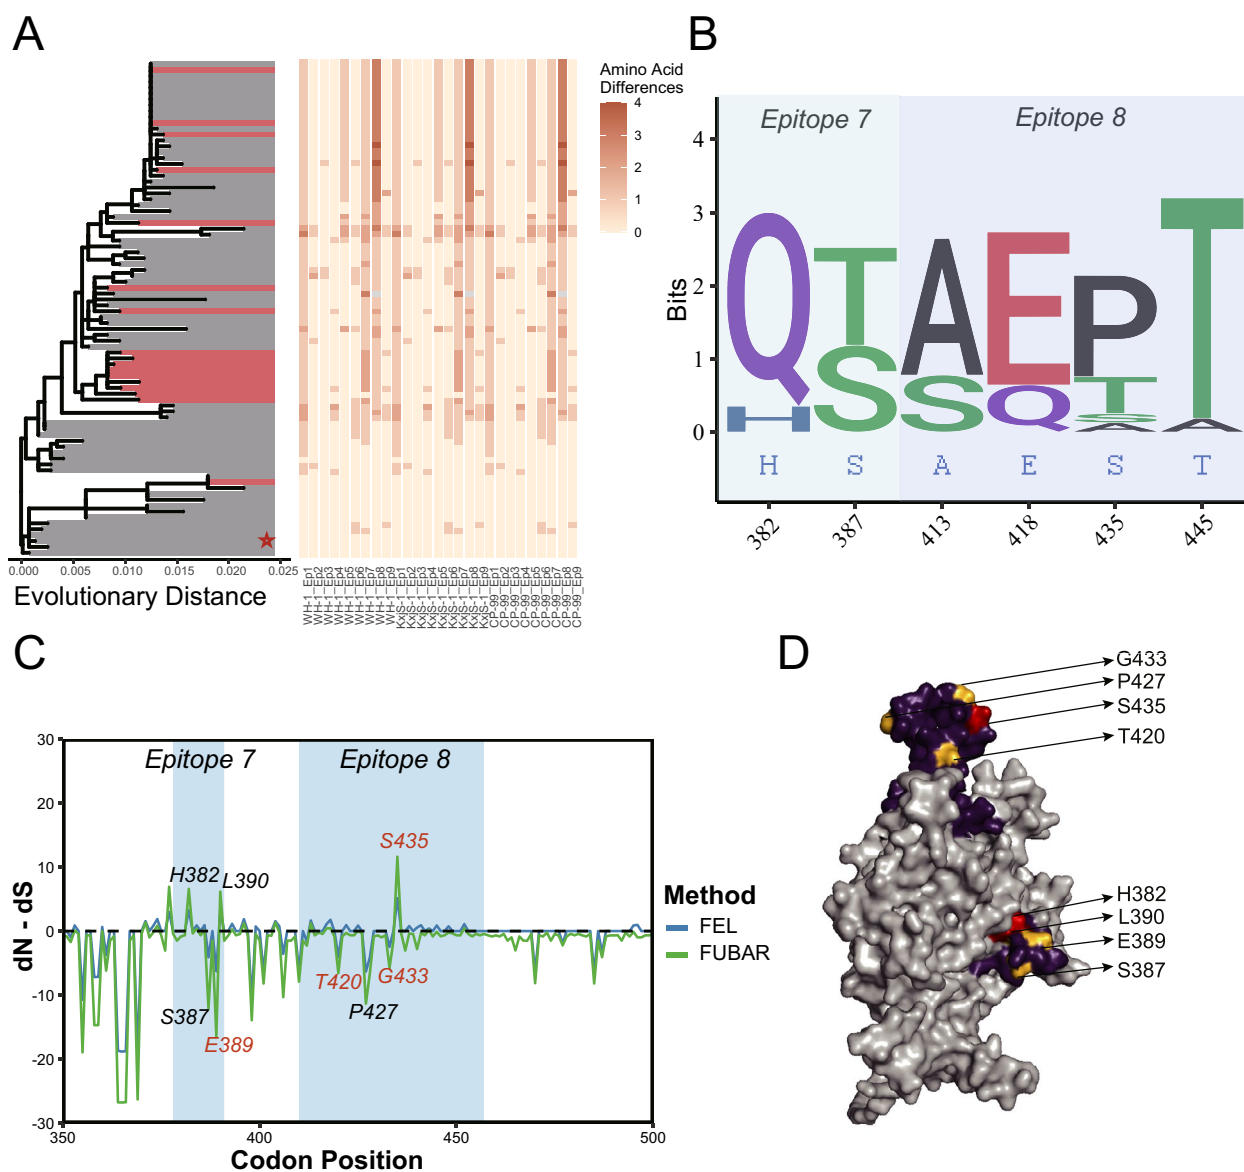 A
Amino Acid
Differences
4
3
2
1
0
0.000
0.005
0.010
0.015
0.020
0.025
Evolutionary Distance
WH-1_Ep1
WH-1_Ep2
WH-1_Ep3
WH-1_Ep4
WH-1_Ep5
WH-1_Ep6
WH-1_Ep7
WH-1_Ep8
WH-1_Ep9
KxjS-1_Ep1
KxjS-1_Ep2
KxjS-1_Ep3
KxjS-1_Ep4
KxjS-1_Ep5
KxjS-1_Ep6
KxjS-1_Ep7
KxjS-1_Ep8
KxjS-1_Ep9
CP-99_Ep1
CP-99_Ep2
CP-99_Ep3
CP-99_Ep4
CP-99_Ep5
CP-99_Ep6
CP-99_Ep7
CP-99_Ep8
CP-99_Ep9
B
Epitope 7
Epitope 8
Bits
4
3
2
1
0
Q
H
T
S
A
S
E
Q
P
T
S
A
T
A
H S A E S T
382
387
413
418
435
445
C
Epitope 7
Epitope 8
dN - dS
30
20
10
0
-10
-20
-30
S435
H382
L390
T420
G433
S387
P427
E389
350
400
450
500
Codon Position
Method
FEL
FUBAR
D
G433
P427
S435
T420
H382
L390
E389
S387